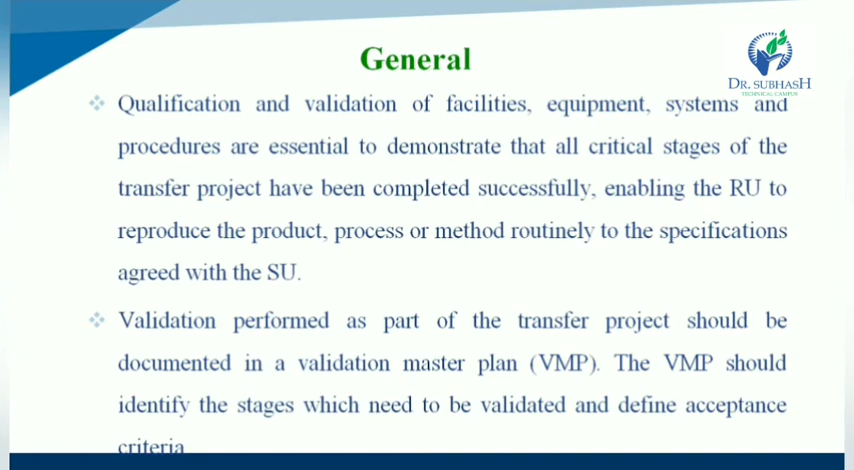 General
DR. SUBHASH
TECHNICAL CAMPUS
Qualification and validation of facilities, equipment, systems and
procedures are essential to demonstrate that all critical stages of the
transfer project have been completed successfully, enabling the RU to
reproduce the product, process or method routinely to the specifications
agreed with the SU.
Validation performed as part of the transfer project should be
documented in a validation master plan (VMP). The VMP should
identify the stages which need to be validated and define acceptance
criteria